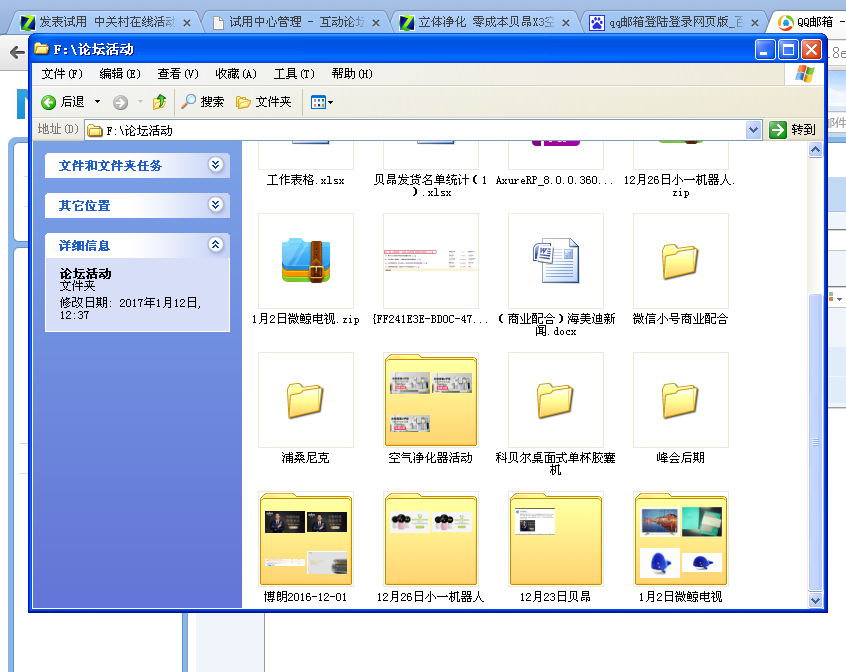 发表试用 中关村在线活动
试用中心管理 - 互动论坛
立体净化 零成本贝昂X3空
qq邮箱登陆登录网页版_百
QQ邮箱 -
F:\论坛活动
文件(F) 编辑(E) 查看(V) 收藏(A) 工具(T) 帮助(H)
后退 搜索 文件夹
地址(D) F:\论坛活动 转到
文件和文件夹任务
其它位置
详细信息
论坛活动
文件夹
修改日期: 2017年1月12日,
12:37
工作表格.xlsx
贝昂发货名单统计(1
).xlsx
AxureRP_8.0.0.360...
12月26日小一机器人.
zip
1月2日微鲸电视.zip
{FF241E3E-BD0C-47...
(商业配合)海美迪新
闻.docx
微信小号商业配合
浦桑尼克
空气净化器活动
科贝尔桌面式单杯胶囊
机
峰会后期
博朗2016-12-01
12月26日小一机器人
12月23日贝昂
1月2日微鲸电视